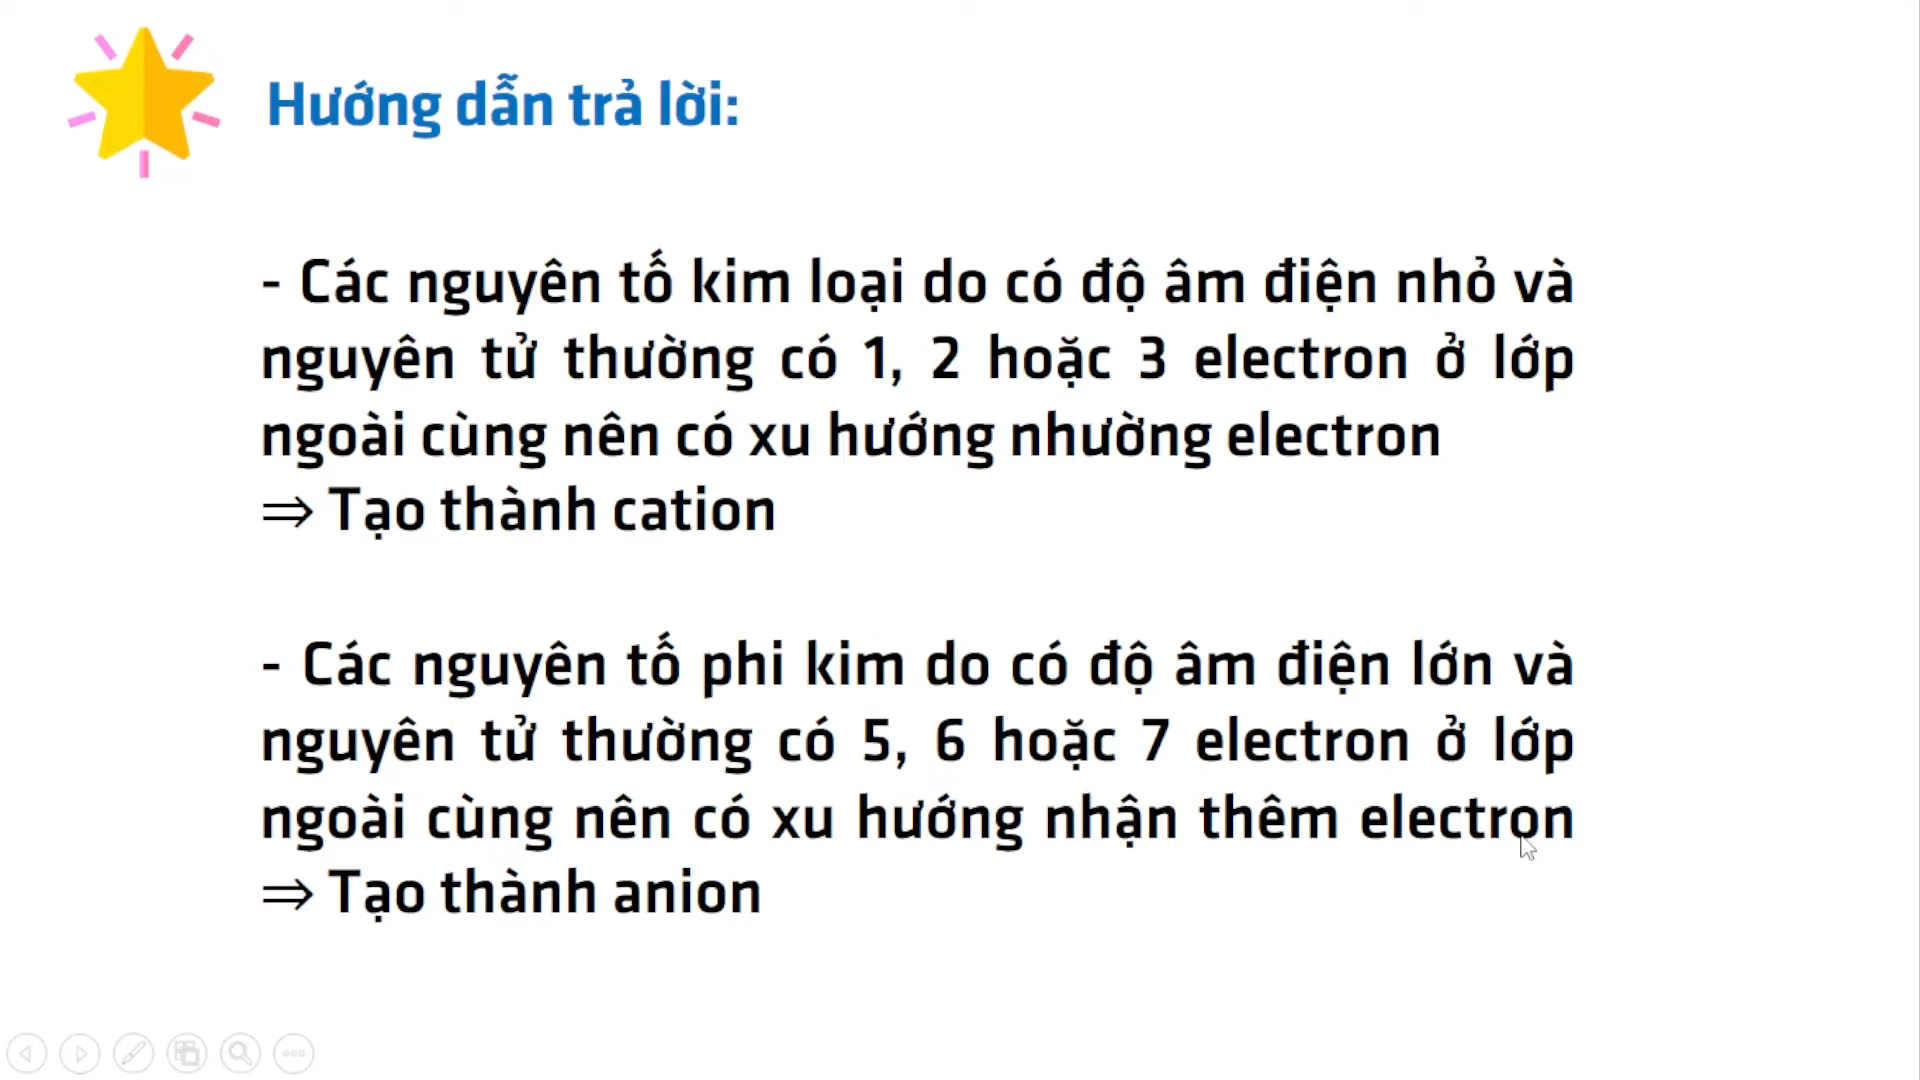 Hướng dẫn trả lời:
- Các nguyên tố kim loại do có độ âm điện nhỏ và
nguyên tử thường có 1, 2 hoặc 3 electron ở lớp
ngoài cùng nên có xu hướng nhường electron
⇒ Tạo thành cation
- Các nguyên tố phi kim do có độ âm điện lớn và
nguyên tử thường có 5, 6 hoặc 7 electron ở lớp
ngoài cùng nên có xu hướng nhận thêm electron
⇒ Tạo thành anion